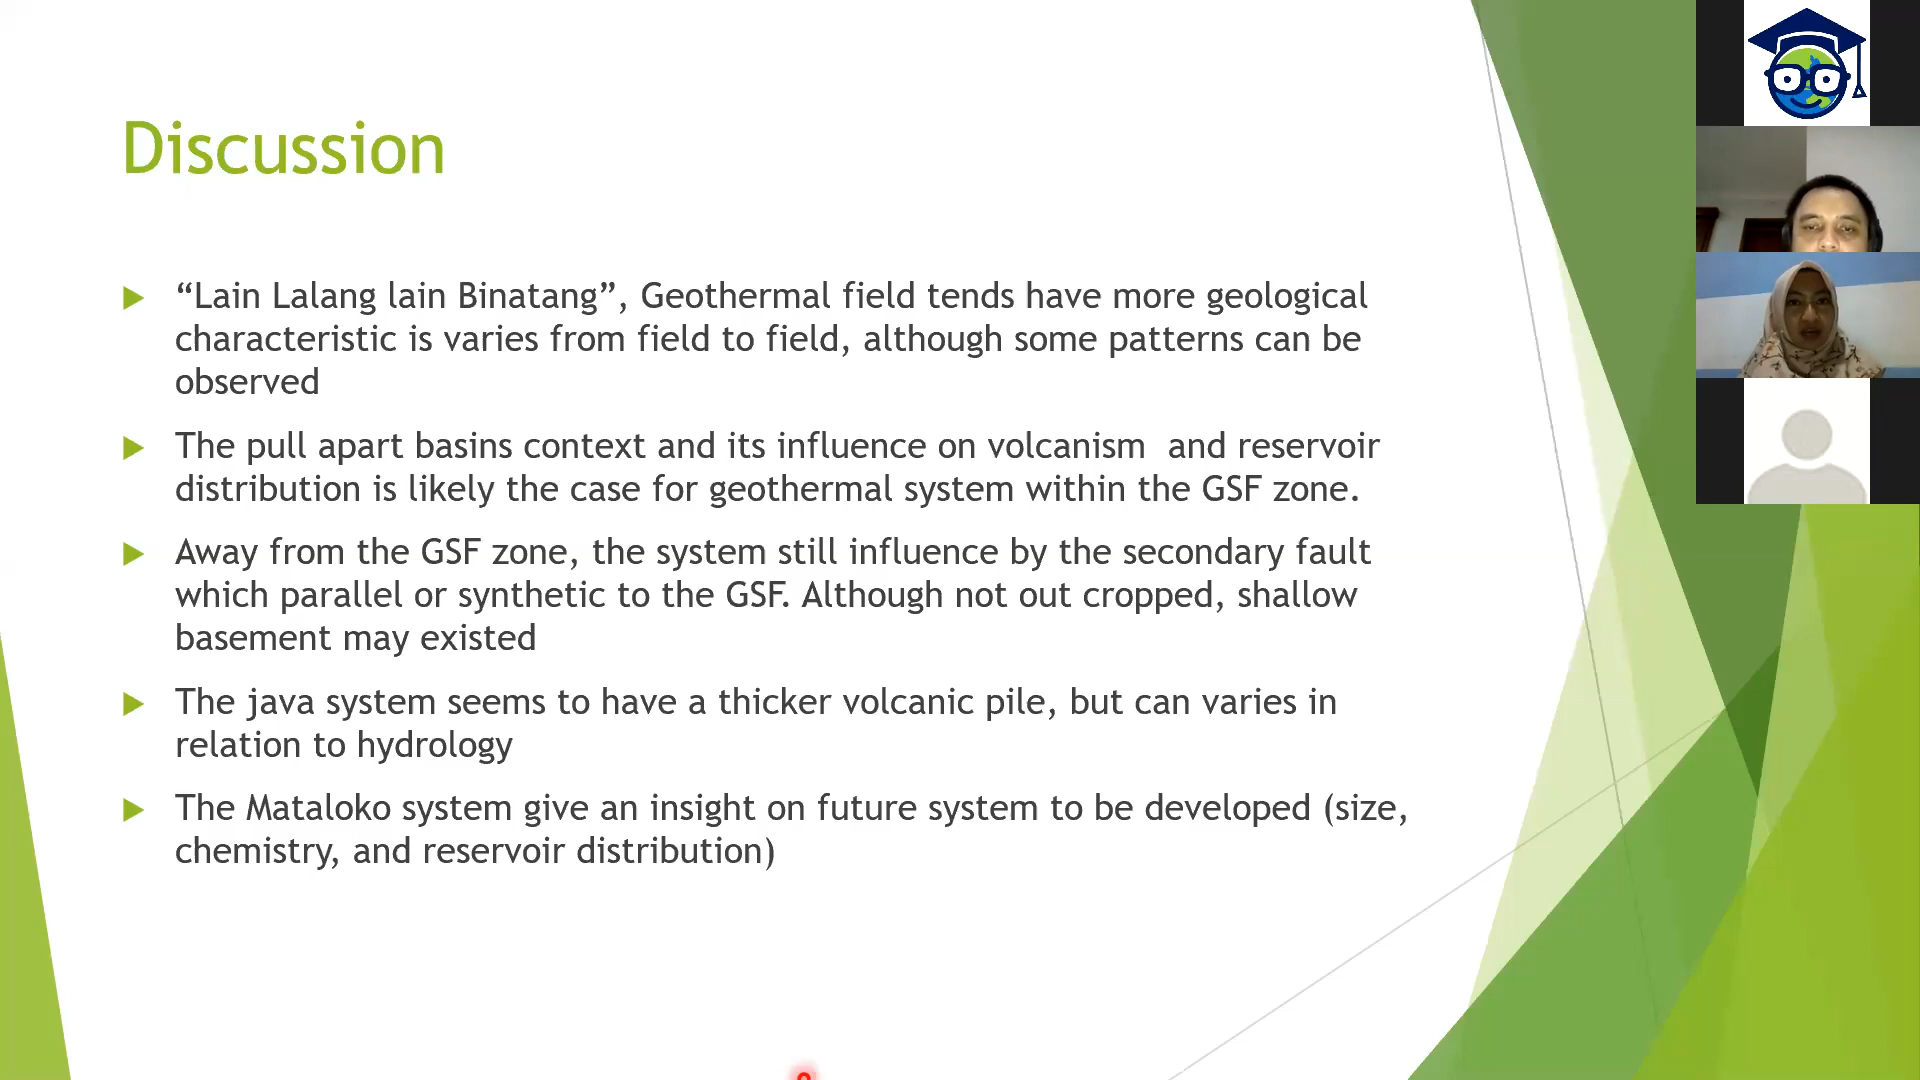 Discussion
“Lain Lalang lain Binatang”, Geothermal field tends have more geological
characteristic is varies from field to field, although some patterns can be
observed
The pull apart basins context and its influence on volcanism  and reservoir
distribution is likely the case for geothermal system within the GSF zone.
Away from the GSF zone, the system still influence by the secondary fault
which parallel or synthetic to the GSF. Although not out cropped, shallow
basement may existed
The java system seems to have a thicker volcanic pile, but can varies in
relation to hydrology
The Mataloko system give an insight on future system to be developed (size,
chemistry, and reservoir distribution)